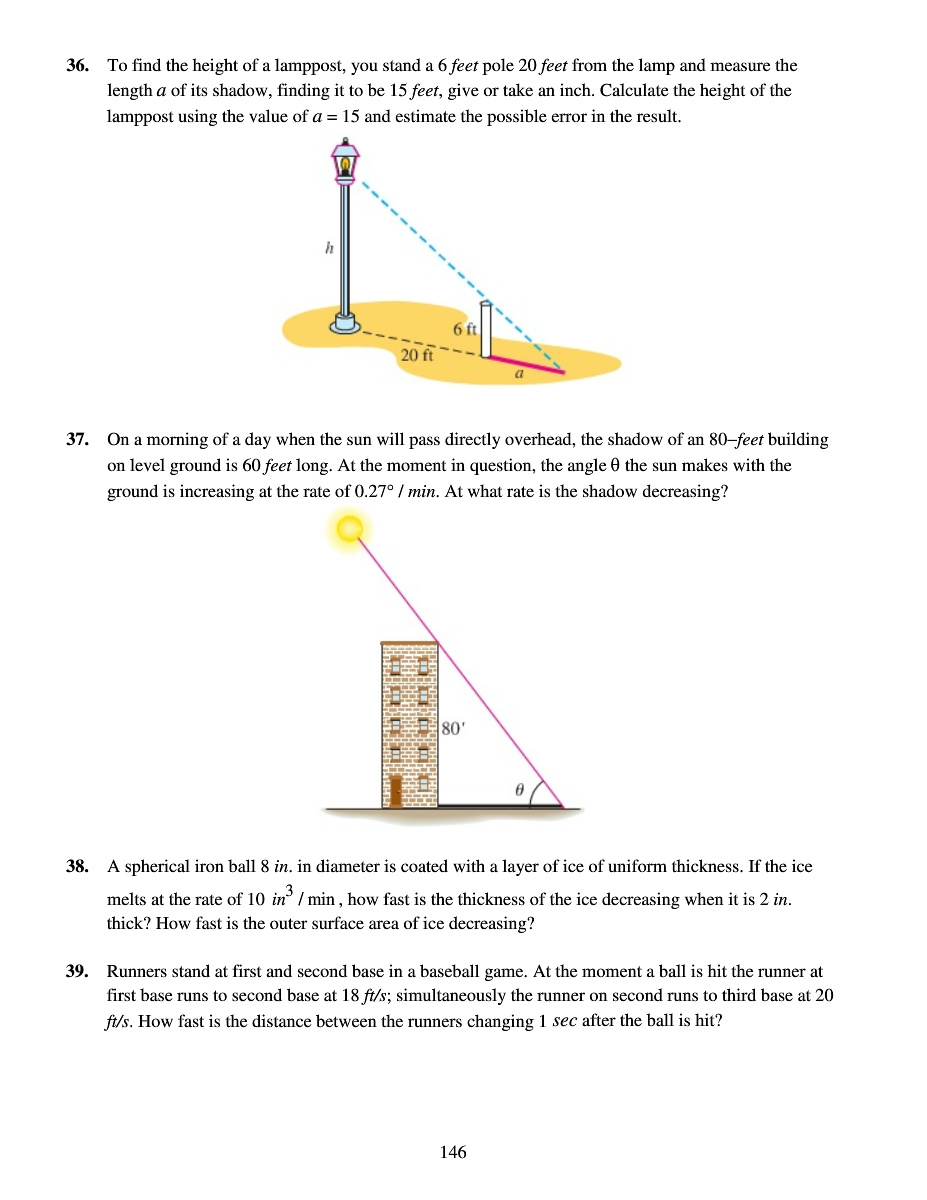 36. To find the height of a lamppost, you stand a 6 feet pole 20 feet from the lamp and measure the
length a of its shadow, finding it to be 15 feet, give or take an inch. Calculate the height of the
lamppost using the value of a = 15 and estimate the possible error in the result.
h
6 ft
20 ft
a
37. On a morning of a day when the sun will pass directly overhead, the shadow of an 80–feet building
on level ground is 60 feet long. At the moment in question, the angle θ the sun makes with the
ground is increasing at the rate of 0.27° / min. At what rate is the shadow decreasing?
80'
θ
38. A spherical iron ball 8 in. in diameter is coated with a layer of ice of uniform thickness. If the ice
melts at the rate of 10 in³ / min , how fast is the thickness of the ice decreasing when it is 2 in.
thick? How fast is the outer surface area of ice decreasing?
39. Runners stand at first and second base in a baseball game. At the moment a ball is hit the runner at
first base runs to second base at 18 ft/s; simultaneously the runner on second runs to third base at 20
ft/s. How fast is the distance between the runners changing 1 sec after the ball is hit?
146